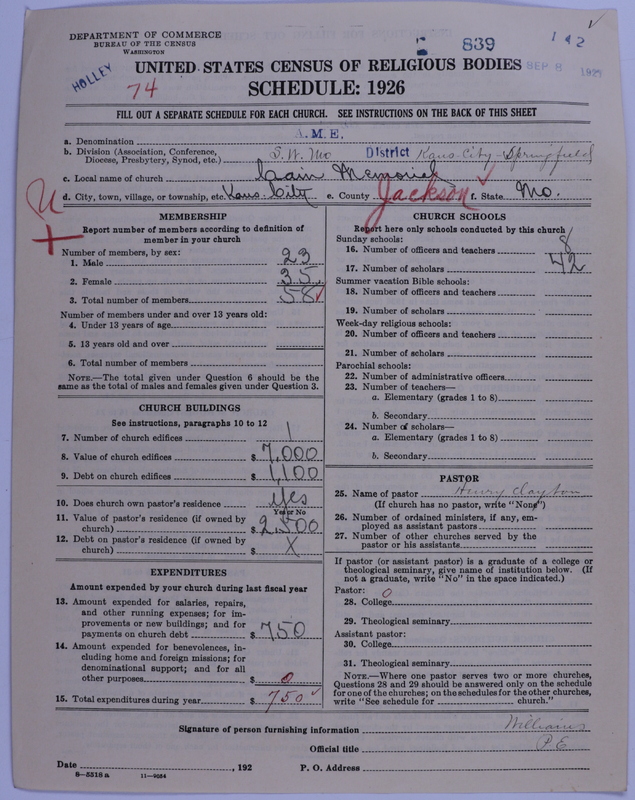 DEPARTMENT OF COMMERCE
BUREAU OF THE CENSUS
WASHINGTON
839
1 42
HOLLEY
74
UNITED STATES CENSUS OF RELIGIOUS BODIES
SEP 8 192
SCHEDULE: 1926
FILL OUT A SEPARATE SCHEDULE FOR EACH CHURCH. SEE INSTRUCTIONS ON THE BACK OF THIS SHEET
a. Denomination A.M.E.
b. Division (Association, Conference, Diocese, Presbytery, Synod, etc.) S.W. Mo District Kans City-Springfield
c. Local name of church Cain Memorial
d. City, town, village, or township, etc. Kans. City e. County Jackson f. State Mo.
U
MEMBERSHIP
Report number of members according to definition of
member in your church
Number of members, by sex:
1. Male 23
2. Female 35
3. Total number of members 58
Number of members under and over 13 years old:
4. Under 13 years of age
5. 13 years old and over
6. Total number of members
NOTE.—The total given under Question 6 should be the
same as the total of males and females given under Question 3.
CHURCH BUILDINGS
See instructions, paragraphs 10 to 12
7. Number of church edifices 1
8. Value of church edifices $7,000
9. Debt on church edifices $1,100
10. Does church own pastor's residence yes
Yes or No
11. Value of pastor's residence (if owned by
church) $2500
12. Debt on pastor's residence (if owned by
church) $ X
EXPENDITURES
Amount expended by your church during last fiscal year
13. Amount expended for salaries, repairs,
and other running expenses; for im-
provements or new buildings; and for
payments on church debt $750
14. Amount expended for benevolences, in-
cluding home and foreign missions; for
denominational support; and for all
other purposes $0
15. Total expenditures during year $750
CHURCH SCHOOLS
Report here only schools conducted by this church
Sunday schools:
16. Number of officers and teachers 8
17. Number of scholars 42
Summer vacation Bible schools:
18. Number of officers and teachers
19. Number of scholars
Week-day religious schools:
20. Number of officers and teachers
21. Number of scholars
Parochial schools:
22. Number of administrative officers
23. Number of teachers—
a. Elementary (grades 1 to 8)
b. Secondary
24. Number of scholars—
a. Elementary (grades 1 to 8)
b. Secondary
PASTOR
25. Name of pastor Henry Clayton
(If church has no pastor, write "None")
26. Number of ordained ministers, if any, em-
ployed as assistant pastors
27. Number of other churches served by the
pastor or his assistants
If pastor (or assistant pastor) is a graduate of a college or
theological seminary, give name of institution below. (If
not a graduate, write "No" in the space indicated.)
Pastor: 0
28. College
29. Theological seminary
Assistant pastor:
30. College
31. Theological seminary
NOTE.—Where one pastor serves two or more churches,
Questions 28 and 29 should be answered only on the schedule
for one of the churches; on the schedules for the other churches,
write "See schedule for church."
Signature of person furnishing information Williams
Official title P.E
Date , 192 P. O. Address
8-5518 a 11-9034